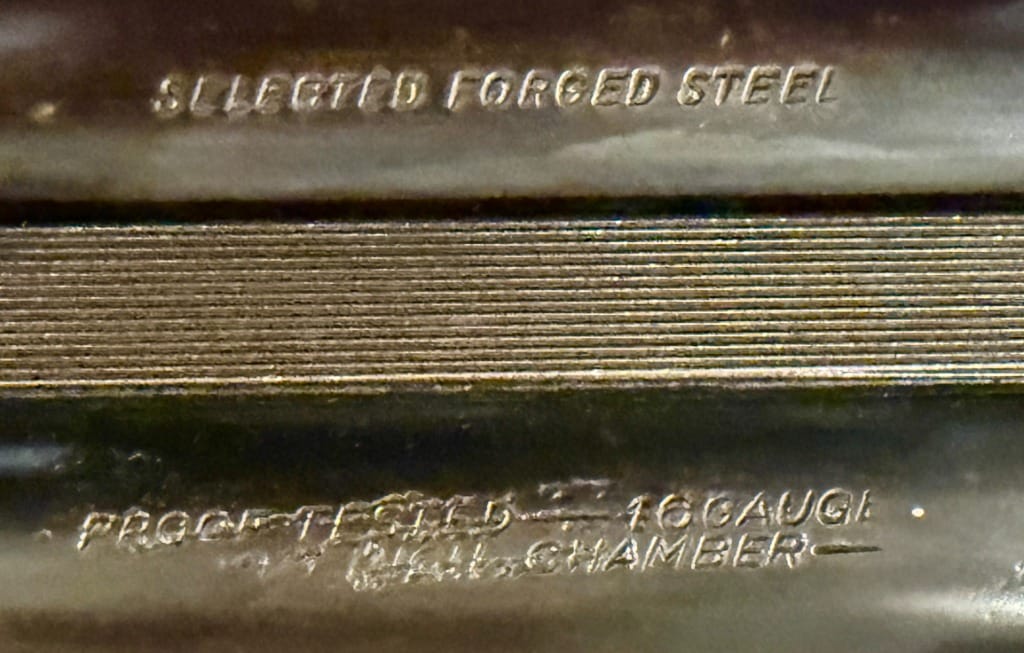 SELECTED FORGED STEEL
PROOF TESTED — 16 GAUGE
CHAMBER —